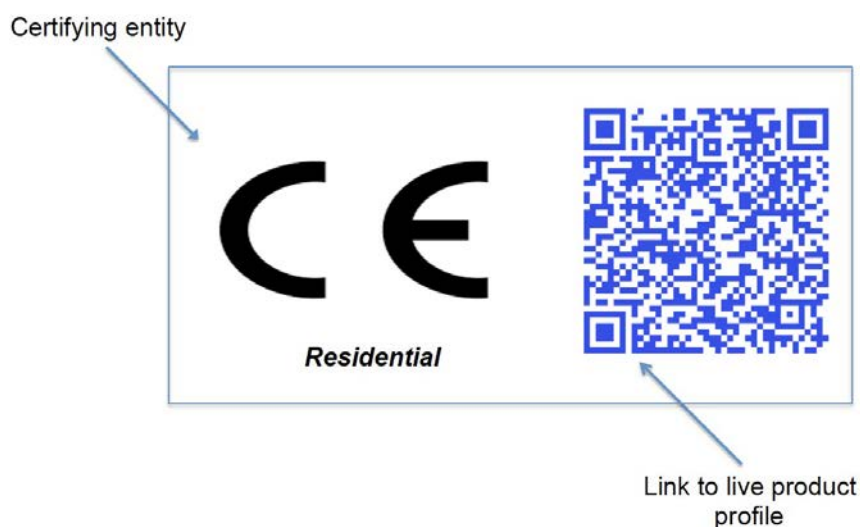 Certifying entity
CE
Residential
Link to live product
profile